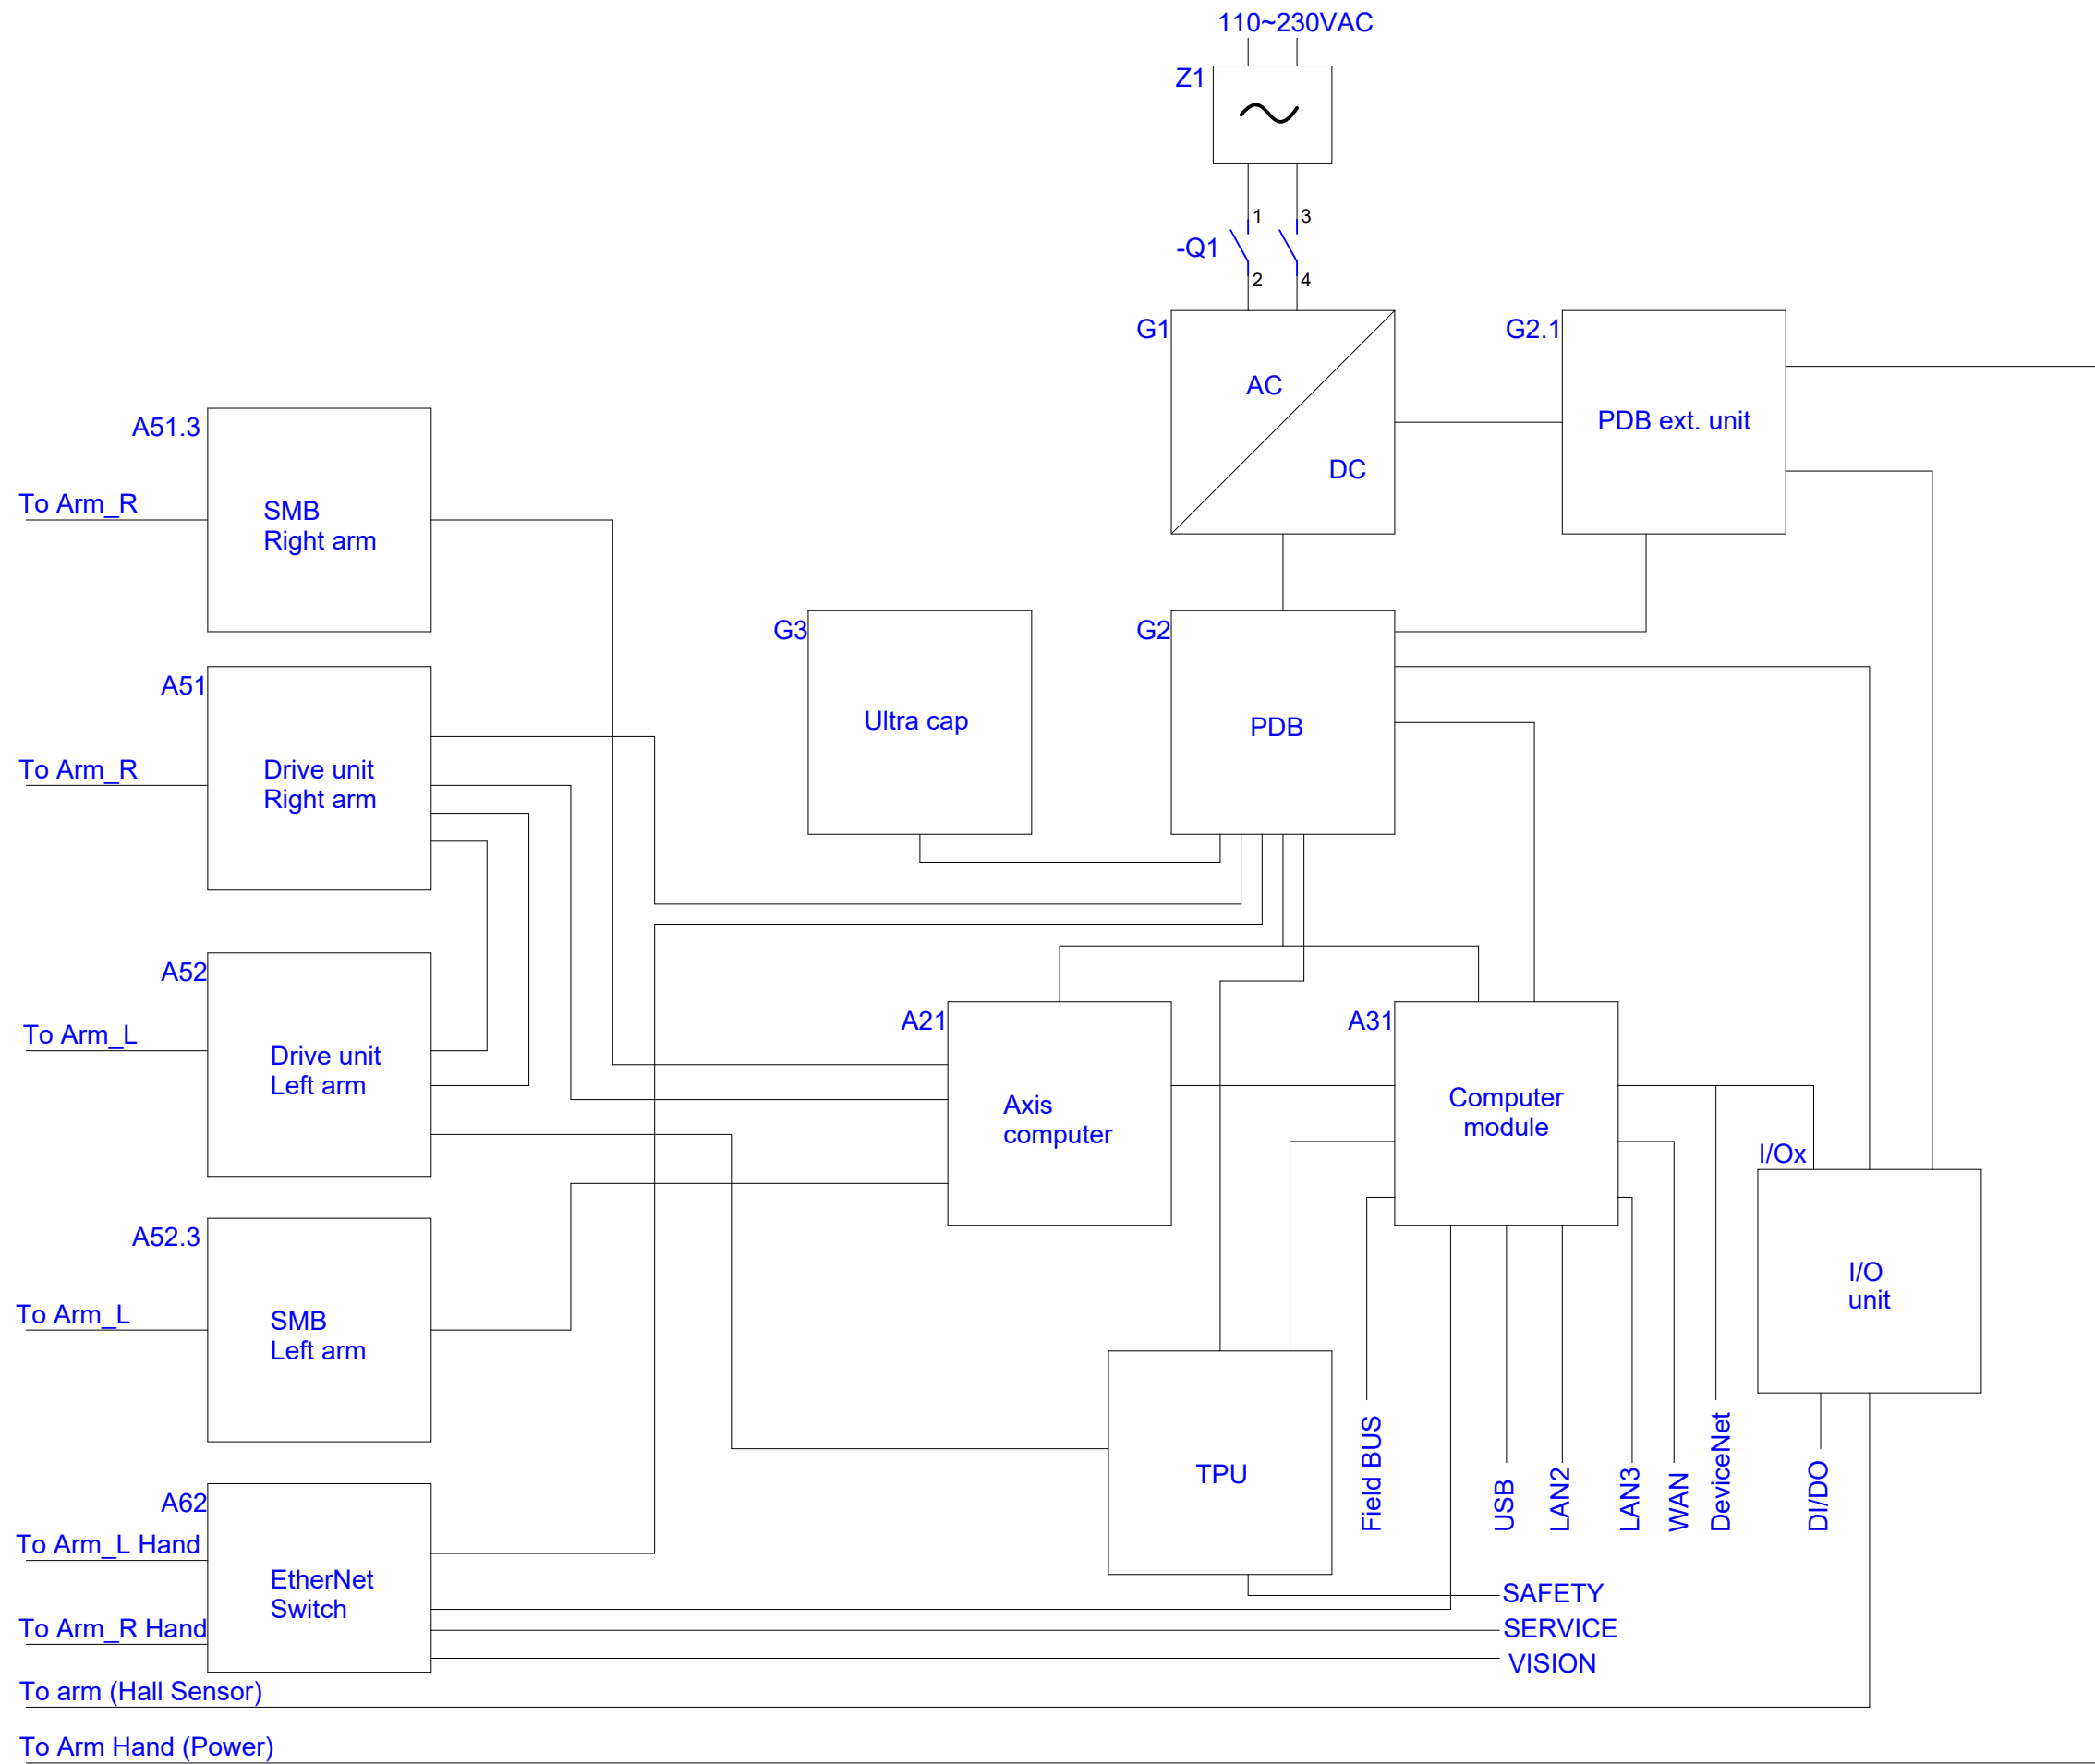 110~230VAC
Z1
1
3
-Q1
2
4
G1
AC
DC
G2.1
PDB ext. unit
A51.3
To Arm_R
SMB
Right arm
G3
Ultra cap
G2
PDB
A51
To Arm_R
Drive unit
Right arm
A52
To Arm_L
Drive unit
Left arm
A21
Axis
computer
A31
Computer
module
I/Ox
I/O
unit
A52.3
To Arm_L
SMB
Left arm
TPU
Field BUS
USB
LAN2
LAN3
WAN
DeviceNet
DI/DO
A62
To Arm_L Hand
EtherNet
Switch
To Arm_R Hand
SAFETY
SERVICE
VISION
To arm (Hall Sensor)
To Arm Hand (Power)